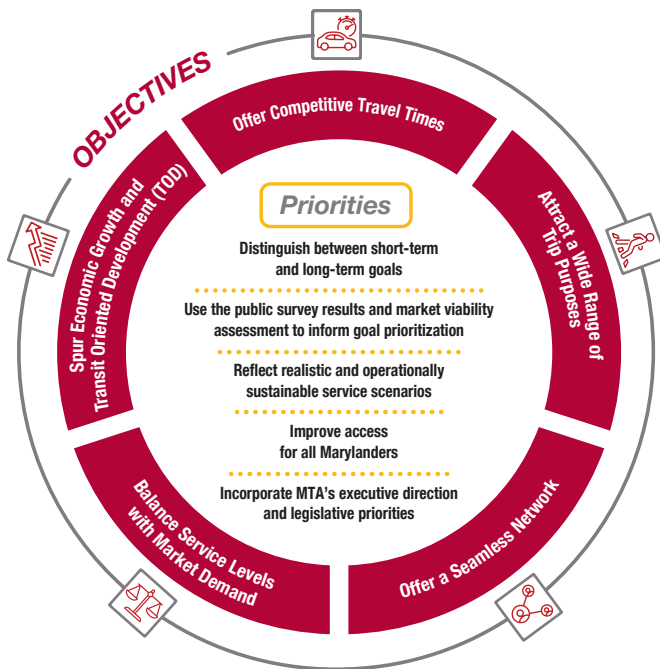 OBJECTIVES
Offer Competitive Travel Times
Attract a Wide Range of
Trip Purposes
Offer a Seamless Network
Balance Service Levels
with Market Demand
Spur Economic Growth and
Transit Oriented Development (TOD)
Priorities
Distinguish between short-term
and long-term goals
Use the public survey results and market viability
assessment to inform goal prioritization
Reflect realistic and operationally
sustainable service scenarios
Improve access
for all Marylanders
Incorporate MTA’s executive direction
and legislative priorities